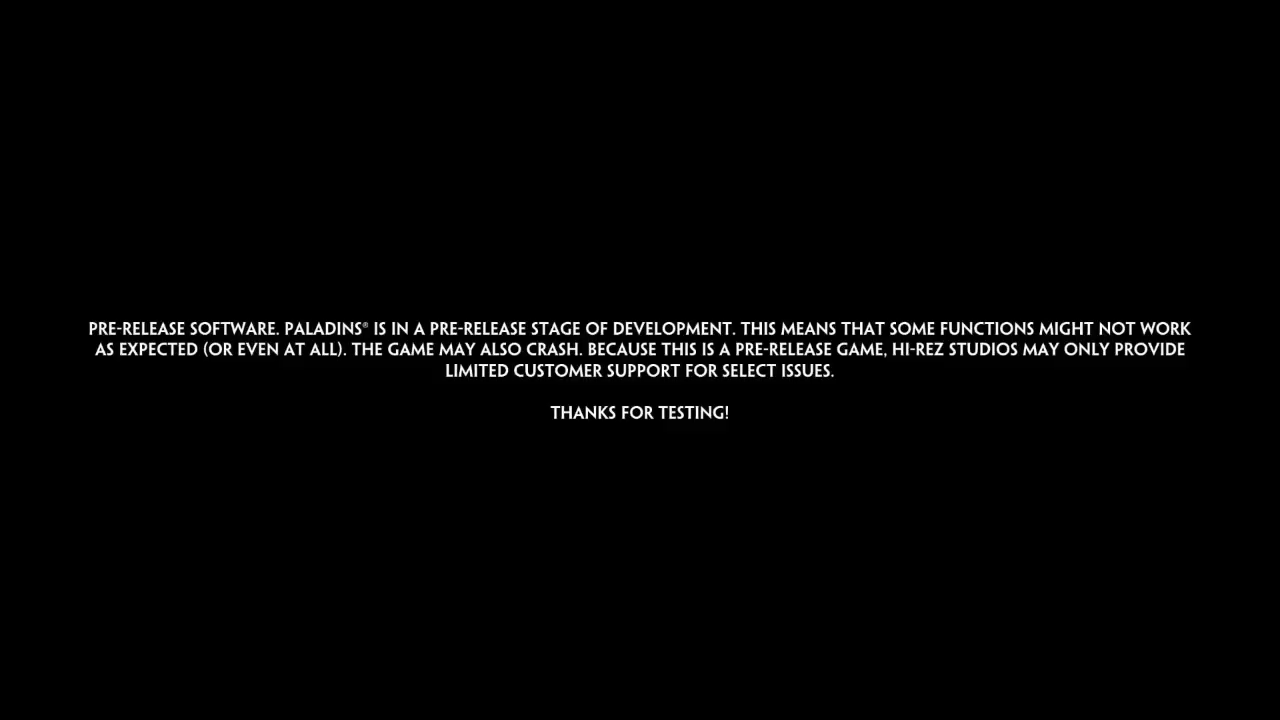 PRE-RELEASE SOFTWARE. PALADINS® IS IN A PRE-RELEASE STAGE OF DEVELOPMENT. THIS MEANS THAT SOME FUNCTIONS MIGHT NOT WORK
AS EXPECTED (OR EVEN AT ALL). THE GAME MAY ALSO CRASH. BECAUSE THIS IS A PRE-RELEASE GAME, HI-REZ STUDIOS MAY ONLY PROVIDE
LIMITED CUSTOMER SUPPORT FOR SELECT ISSUES.
THANKS FOR TESTING!